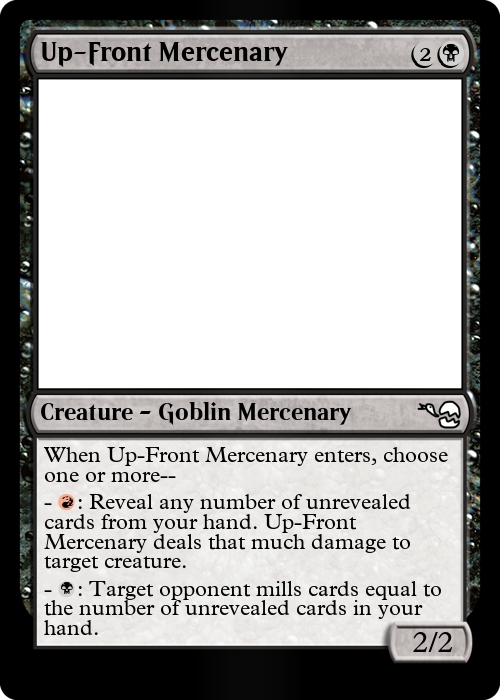 Up-Front Mercenary 2
Creature - Goblin Mercenary
When Up-Front Mercenary enters, choose
one or more--
- : Reveal any number of unrevealed
cards from your hand. Up-Front
Mercenary deals that much damage to
target creature.
- : Target opponent mills cards equal to
the number of unrevealed cards in your
hand.
2/2